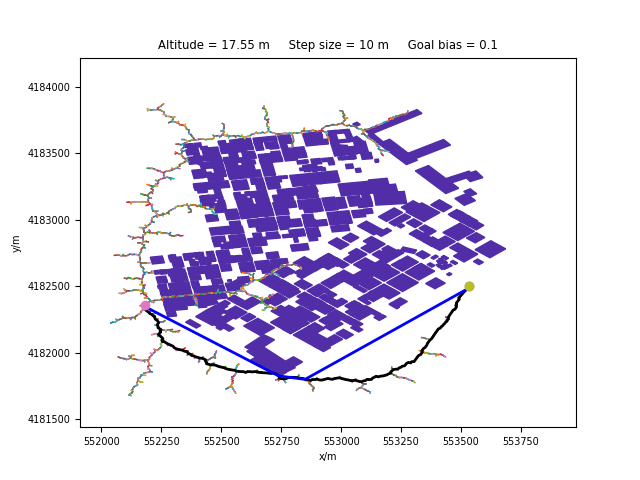 Altitude = 17.55 m Step size = 10 m Goal bias = 0.1
4184000
4183500
4183000
4182500
4182000
4181500
y/m
552000 552250 552500 552750 553000 553250 553500 553750
x/m